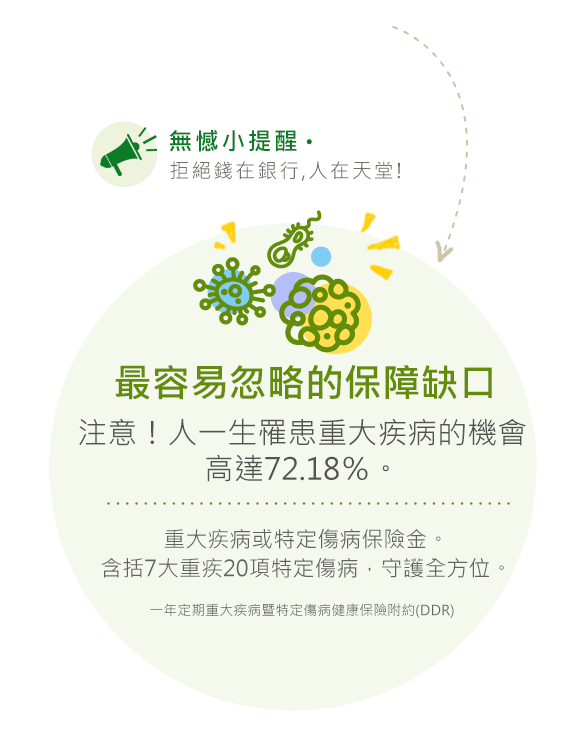 無憾小提醒•
拒絕錢在銀行,人在天堂!
最容易忽略的保障缺口
注意！人一生罹患重大疾病的機會
高達72.18%。
重大疾病或特定傷病保險金。
含括7大重疾20項特定傷病，守護全方位。
一年定期重大疾病暨特定傷病健康保險附約(DDR)